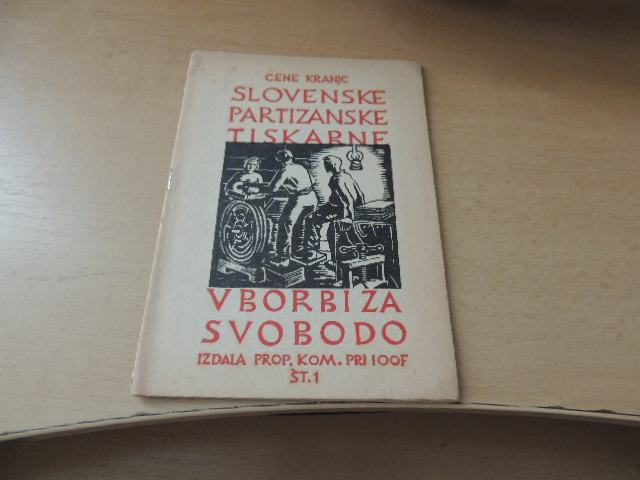 CENE KRANJC
SLOVENSKE
PARTIZANSKE
TISKARNE
V BORBI ZA
SVOBODO
IZDALA PROP. KOM. PRI IOOF
ŠT. 1